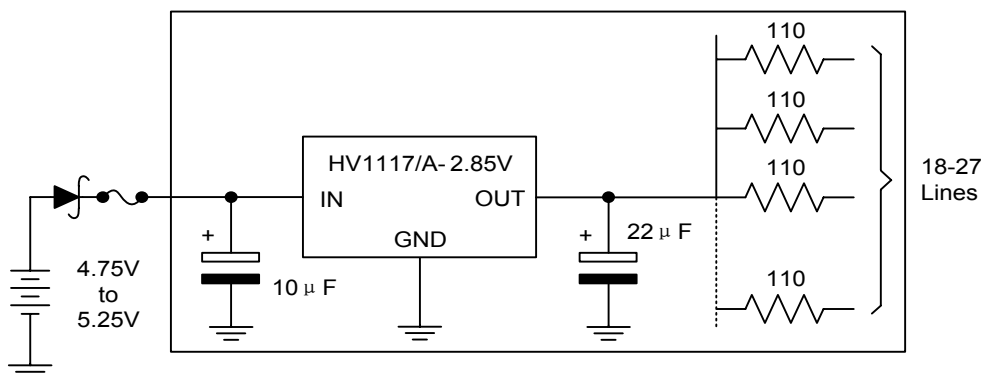 110
110
HV1117/A- 2.85V
110
18-27
Lines
IN
OUT
GND
+
+
22 μ F
4.75V
to
5.25V
10 μ F
110